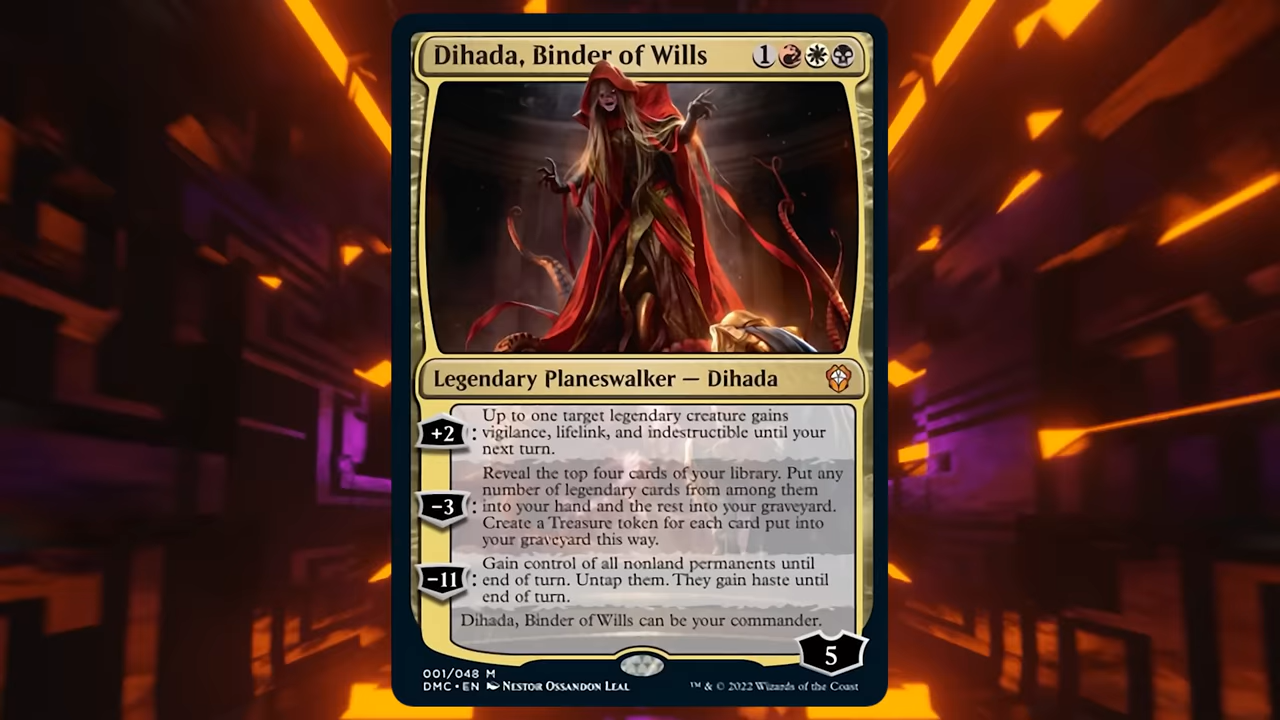 Dihada, Binder of Wills 1
Legendary Planeswalker — Dihada
+2: Up to one target legendary creature gains
vigilance, lifelink, and indestructible until your
next turn.
−3: Reveal the top four cards of your library. Put any
number of legendary cards from among them
into your hand and the rest into your graveyard.
Create a Treasure token for each card put into
your graveyard this way.
−11: Gain control of all nonland permanents until
end of turn. Untap them. They gain haste until
end of turn.
Dihada, Binder of Wills can be your commander.
5
001/048 M
DMC • EN Nestor Ossandon Leal
™ & © 2022 Wizards of the Coast